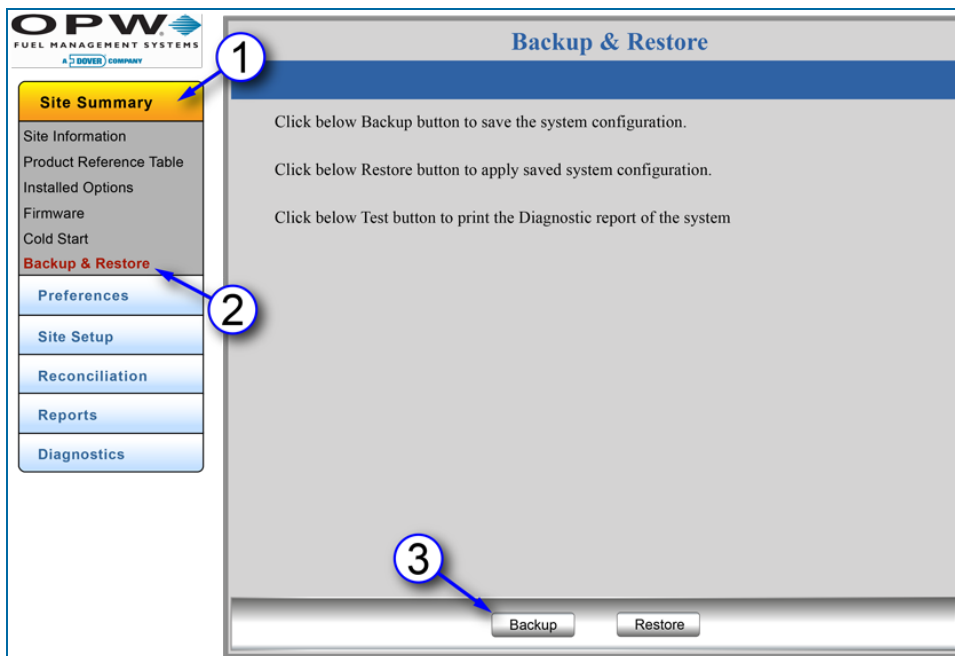 OPW
FUEL MANAGEMENT SYSTEMS
A DOVER COMPANY
1
Site Summary
Site Information
Product Reference Table
Installed Options
Firmware
Cold Start
Backup & Restore
2
Preferences
Site Setup
Reconciliation
Reports
Diagnostics
Backup & Restore
Click below Backup button to save the system configuration.
Click below Restore button to apply saved system configuration.
Click below Test button to print the Diagnostic report of the system
3
Backup
Restore